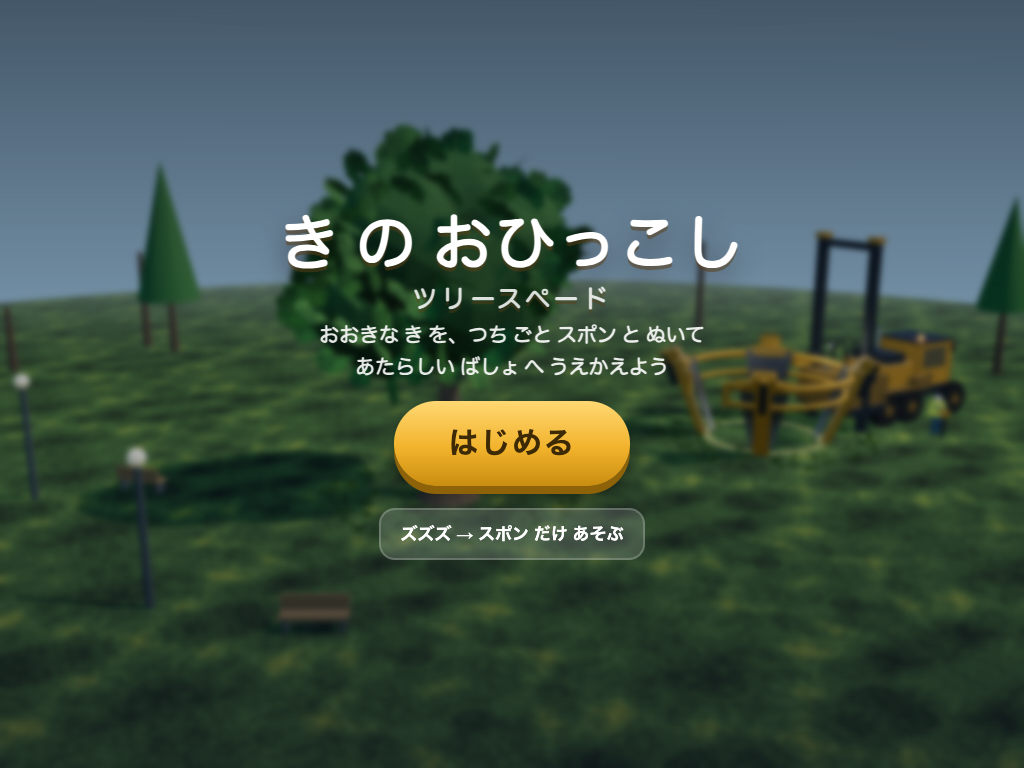 き の おひっこし
ツリースペード
おおきな き を、つち ごと スポン と ぬいて
あたらしい ばしょ へ うえかえよう
はじめる
ズズズ → スポン だけ あそぶ